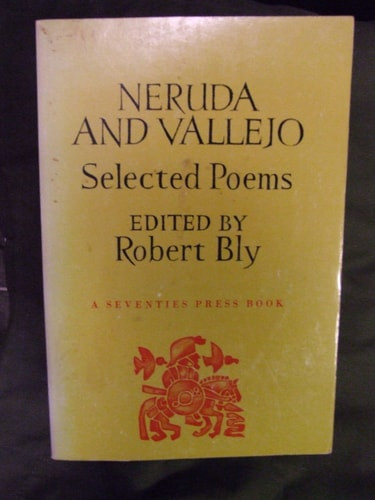 NERUDA
AND VALLEJO
Selected Poems
EDITED BY
Robert Bly
A SEVENTIES PRESS BOOK